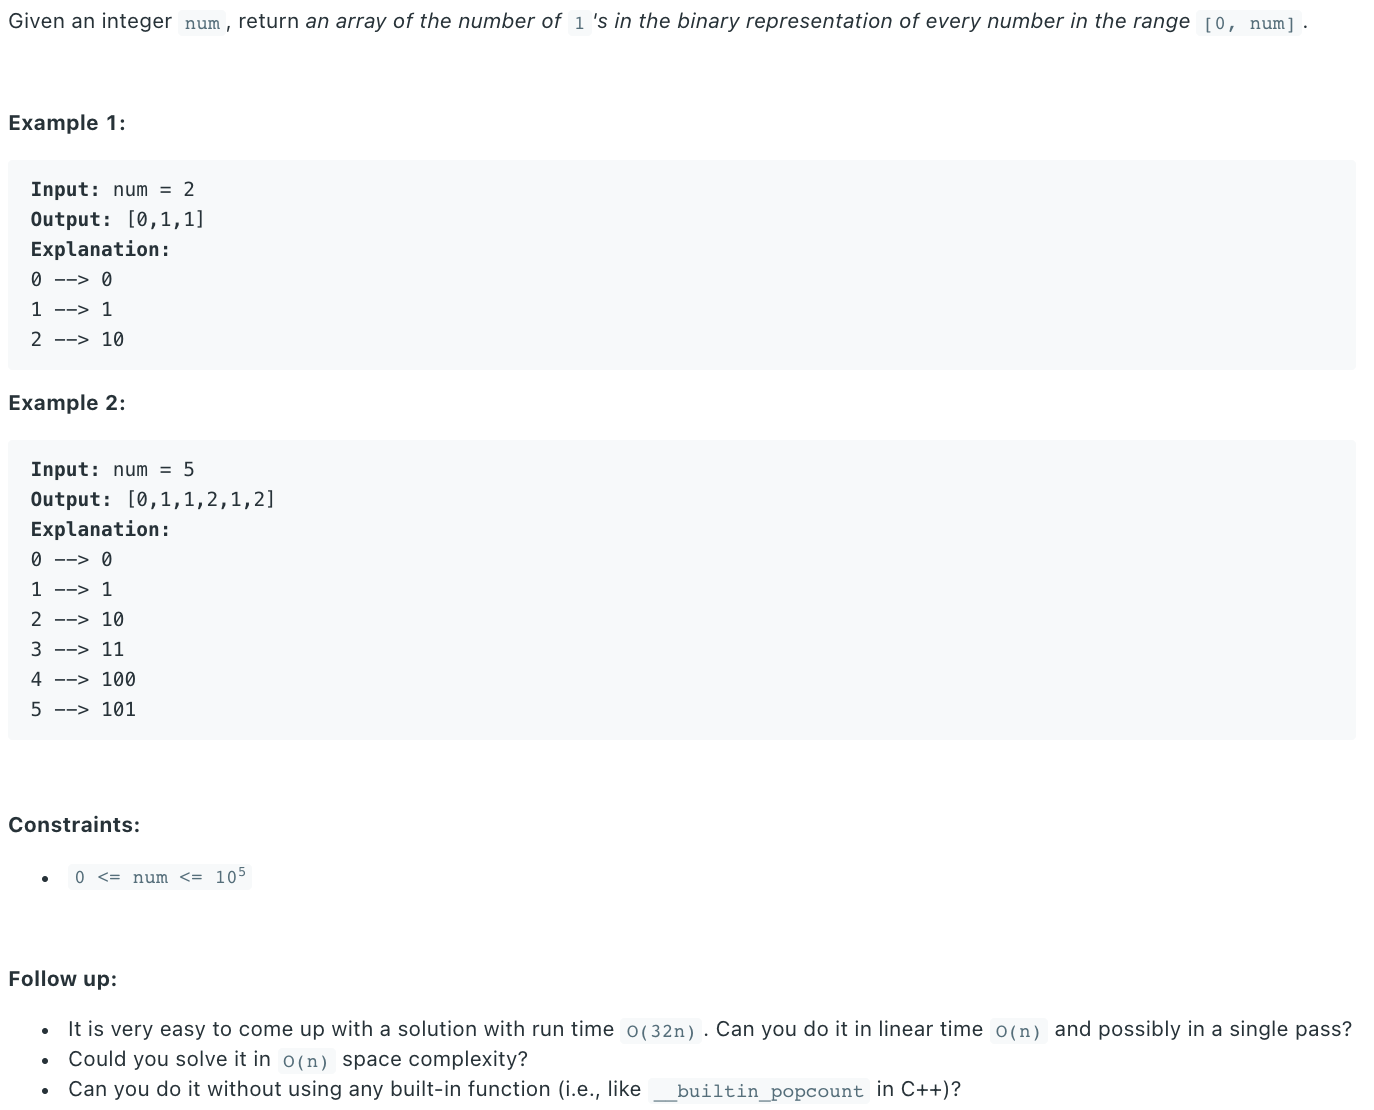 Given an integer num, return an array of the number of 1's in the binary representation of every number in the range [0, num].
Example 1:
Input: num = 2
Output: [0,1,1]
Explanation:
0 --> 0
1 --> 1
2 --> 10
Example 2:
Input: num = 5
Output: [0,1,1,2,1,2]
Explanation:
0 --> 0
1 --> 1
2 --> 10
3 --> 11
4 --> 100
5 --> 101
Constraints:
• 0 <= num <= 10⁵
Follow up:
• It is very easy to come up with a solution with run time O(32n). Can you do it in linear time O(n) and possibly in a single pass?
• Could you solve it in O(n) space complexity?
• Can you do it without using any built-in function (i.e., like __builtin_popcount in C++)?